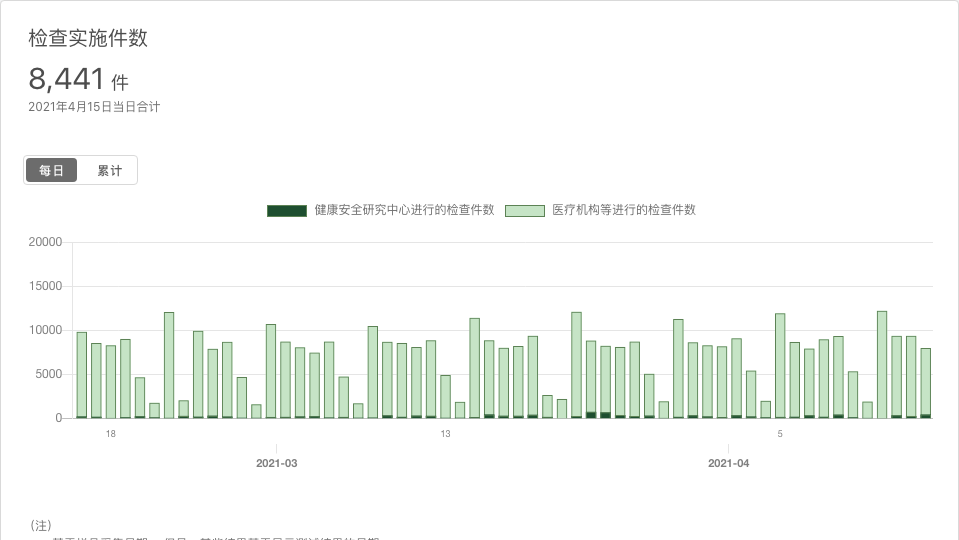 检查实施件数
8,441 件
2021年4月15日当日合计
每日 累计
健康安全研究中心进行的检查件数 医疗机构等进行的检查件数
20000
15000
10000
5000
0
18 13 5
2021-03 2021-04
(注)